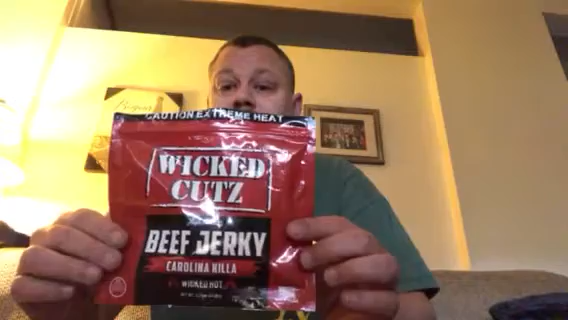 CAUTION EXTREME HEAT
WICKED
CUTZ
BEEF JERKY
CAROLINA KILLA
WICKED HOT